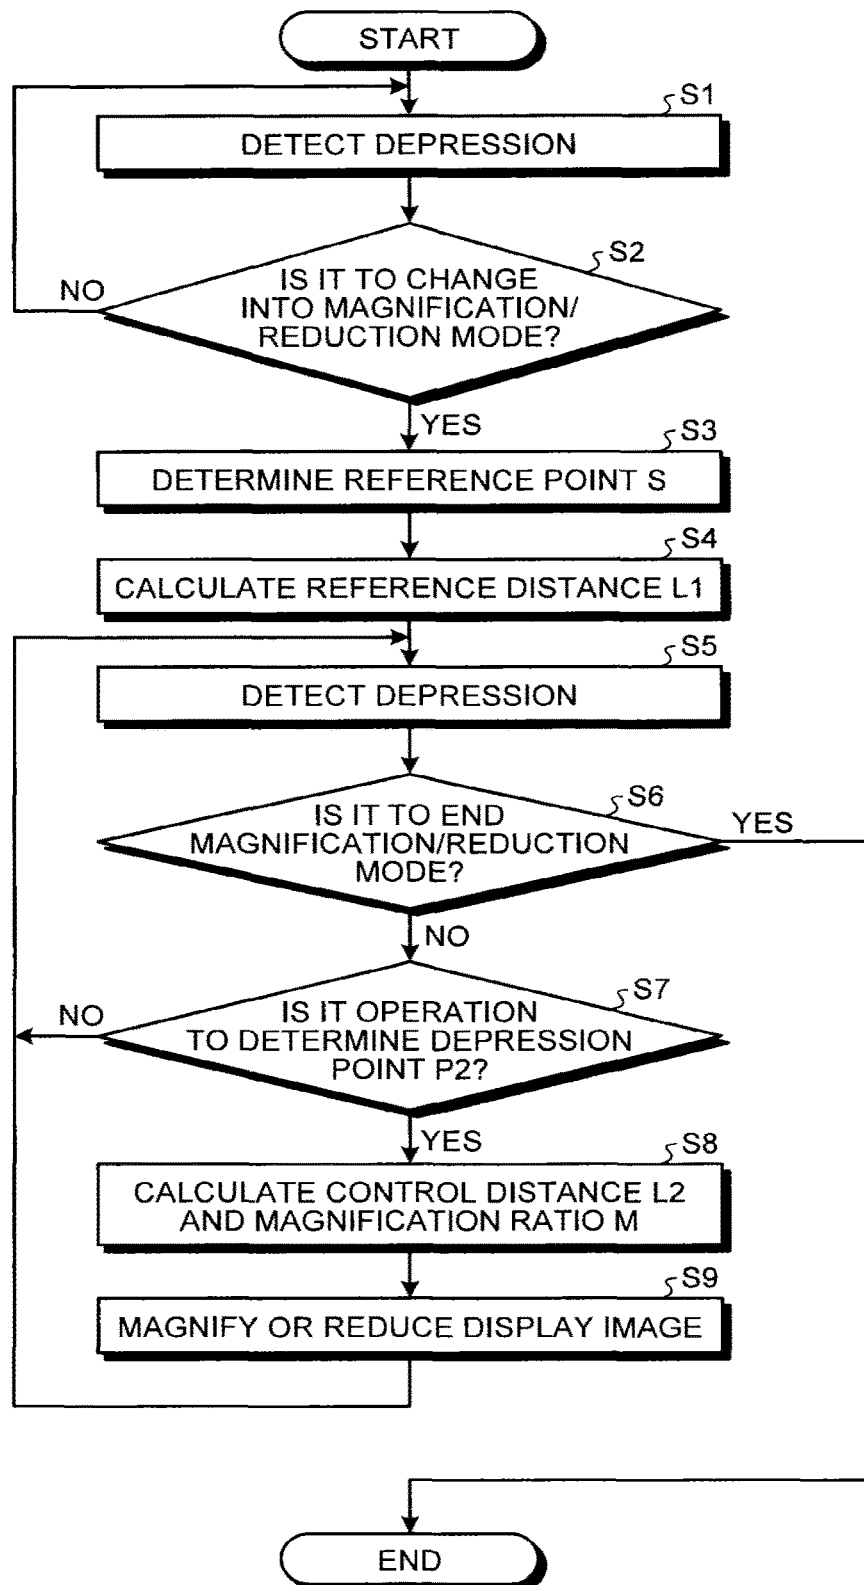 START
S1
DETECT DEPRESSION
S2
IS IT TO CHANGE
INTO MAGNIFICATION/
REDUCTION MODE?
NO
YES
S3
DETERMINE REFERENCE POINT S
S4
CALCULATE REFERENCE DISTANCE L1
S5
DETECT DEPRESSION
S6
IS IT TO END
MAGNIFICATION/REDUCTION
MODE?
YES
NO
S7
IS IT OPERATION
TO DETERMINE DEPRESSION
POINT P2?
NO
YES
S8
CALCULATE CONTROL DISTANCE L2
AND MAGNIFICATION RATIO M
S9
MAGNIFY OR REDUCE DISPLAY IMAGE
END